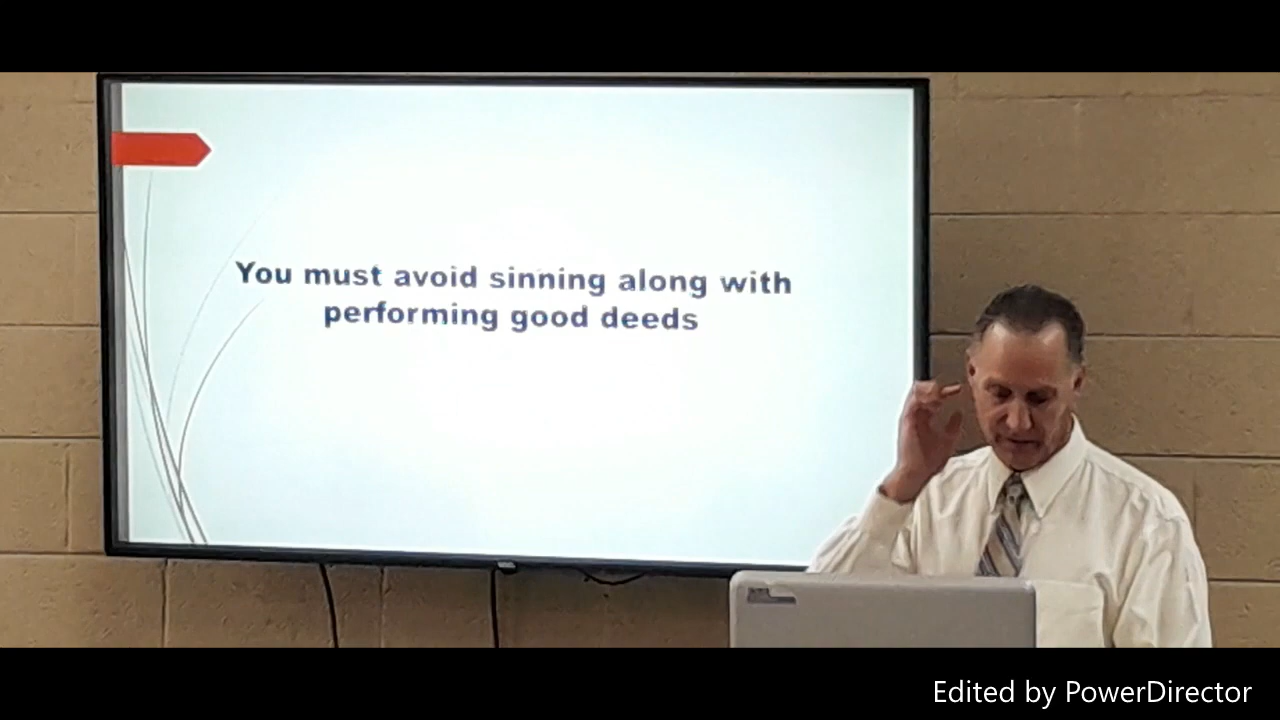 You must avoid sinning along with
performing good deeds
Edited by PowerDirector